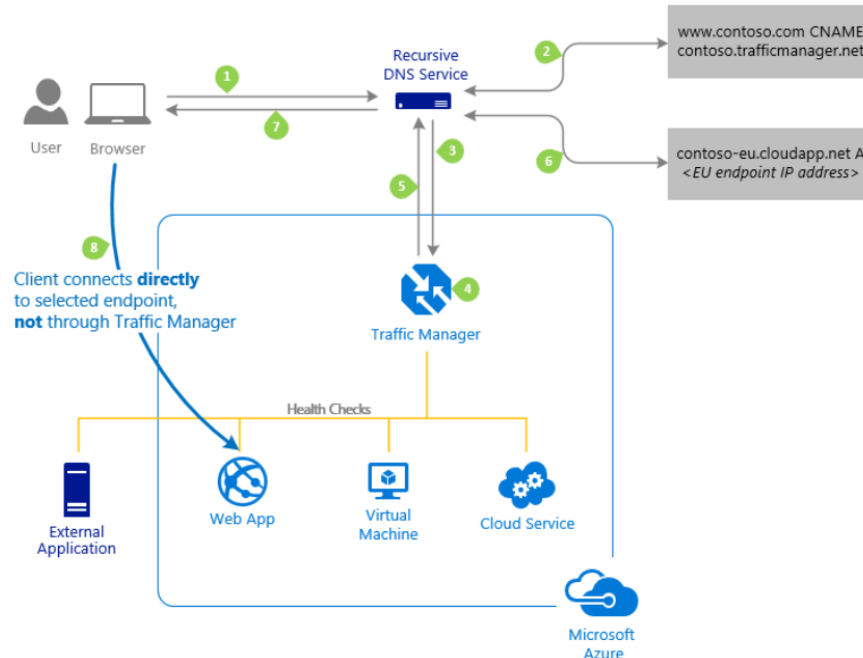 www.contoso.com CNAME
contoso.trafficmanager.net
Recursive
DNS Service
1
2
7
3
User
Browser
contoso-eu.cloudapp.net A
<EU endpoint IP address>
6
5
8
Client connects directly
to selected endpoint,
not through Traffic Manager
4
Traffic Manager
Health Checks
External
Application
Web App
Virtual
Machine
Cloud Service
Microsoft
Azure